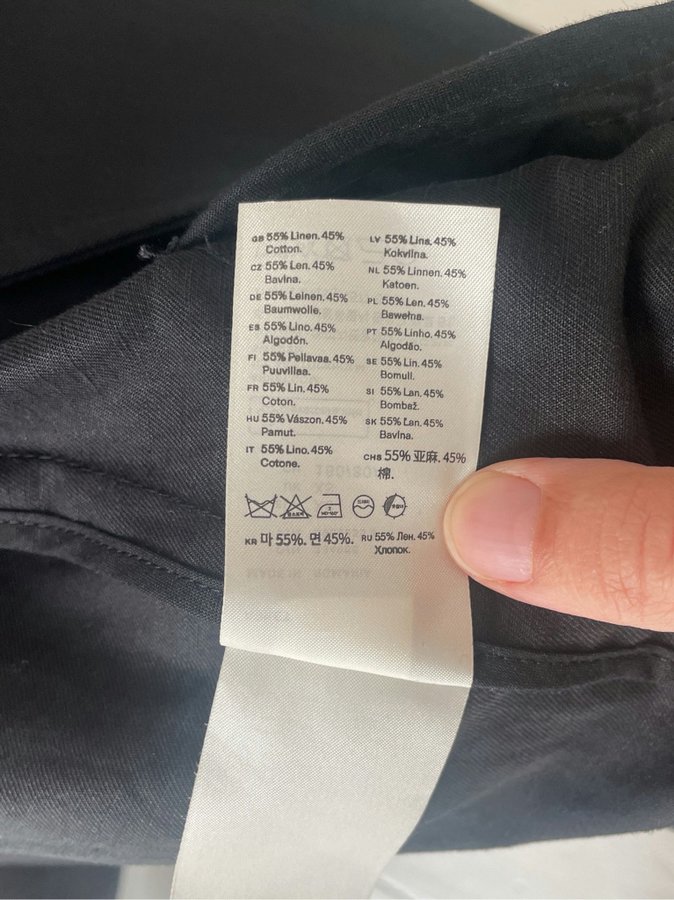 GB 55% Linen. 45%
Cotton.
CZ 55% Len. 45%
Bavlna.
DE 55% Leinen. 45%
Baumwolle.
ES 55% Lino. 45%
Algodón.
FI 55% Pellavaa. 45%
Puuvillaa.
FR 55% Lin. 45%
Coton.
HU 55% Vászon. 45%
Pamut.
IT 55% Lino. 45%
Cotone.
LV 55% Lins. 45%
Kokvilna.
NL 55% Linnen. 45%
Katoen.
PL 55% Len. 45%
Bawełna.
PT 55% Linho. 45%
Algodão.
SE 55% Lin. 45%
Bomull.
SI 55% Lan. 45%
Bombaž.
SK 55% Ľan. 45%
Bavlna.
CHS 55% 亚麻. 45%
棉.
KR 마 55%. 면 45%.
RU 55% Лен. 45%
Хлопок.